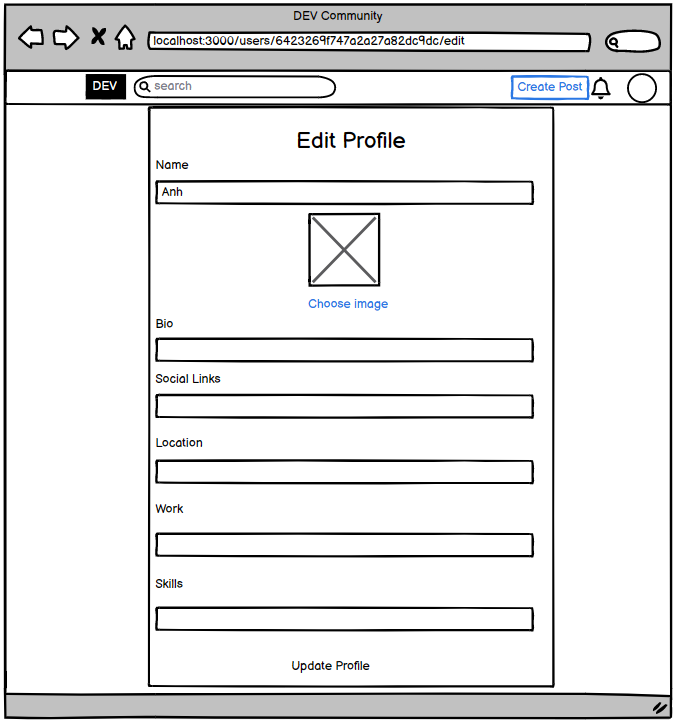 DEV Community
localhost:3000/users/6423269f747a2a27a82dc9dc/edit
DEV
search
Create Post
Edit Profile
Name
Anh
Choose image
Bio
Social Links
Location
Work
Skills
Update Profile